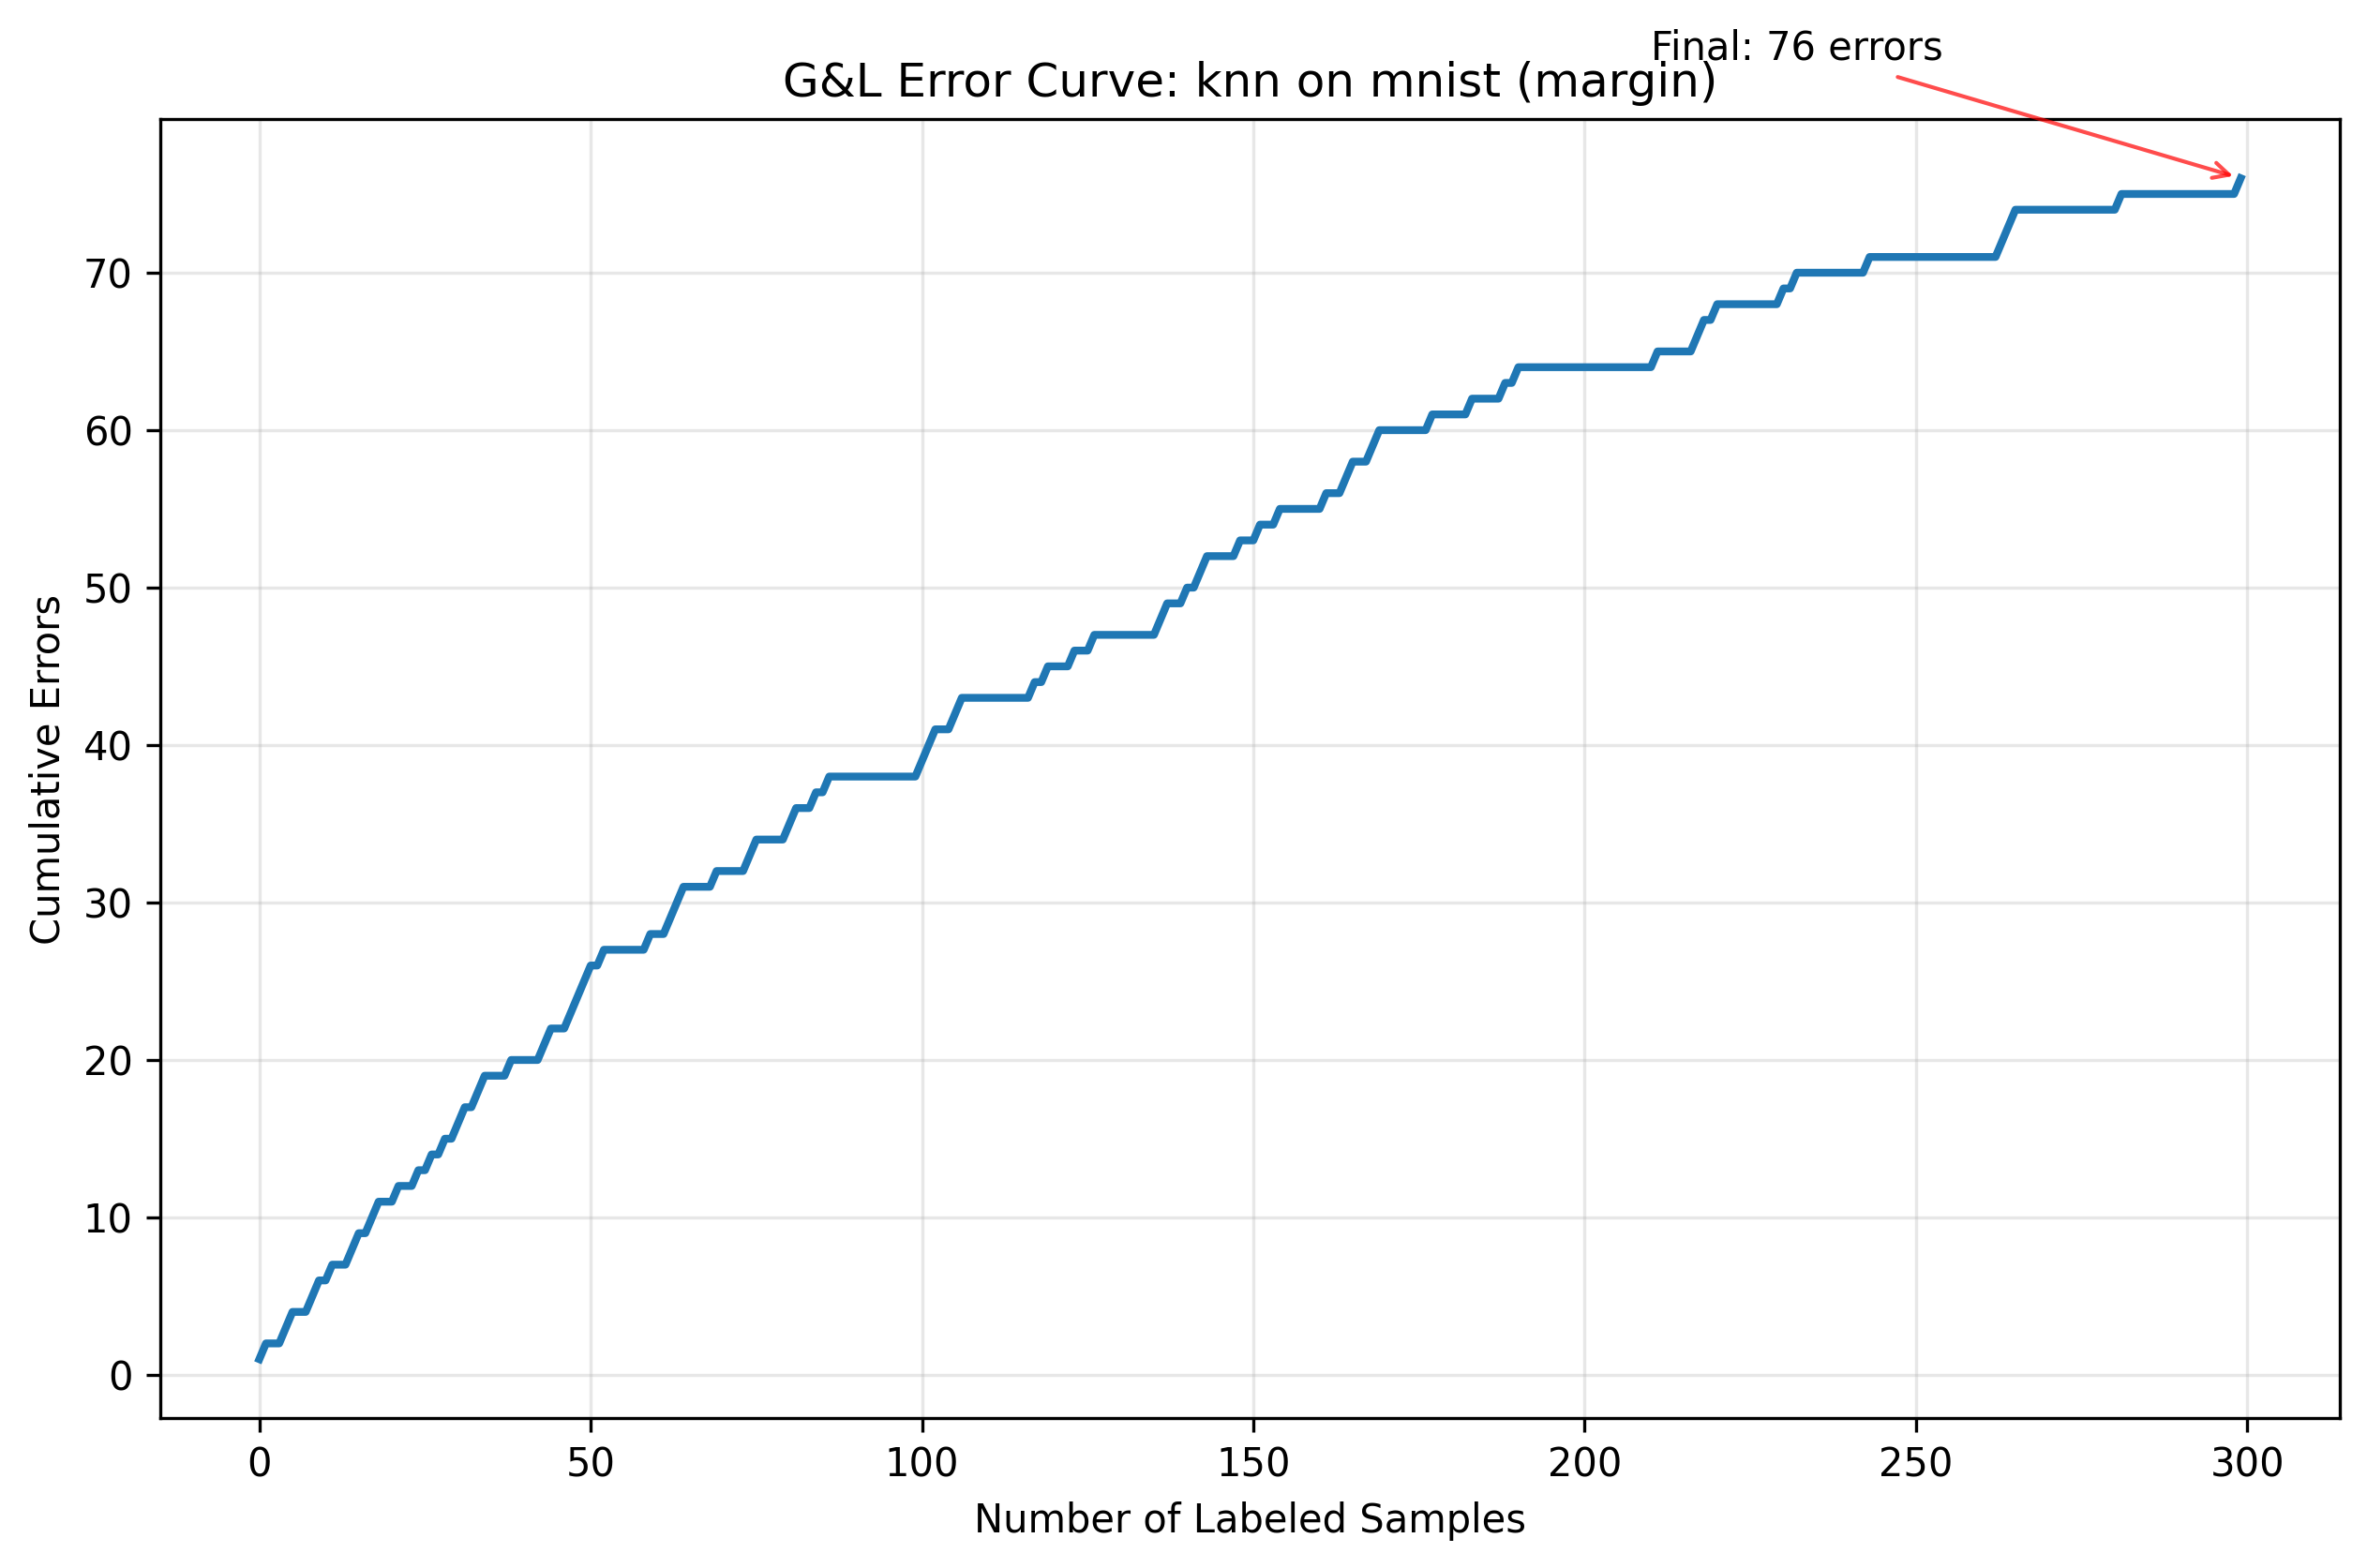 Final: 76 errors
G&L Error Curve: knn on mnist (margin)
Cumulative Errors
70
60
50
40
30
20
10
0
0 50 100 150 200 250 300
Number of Labeled Samples